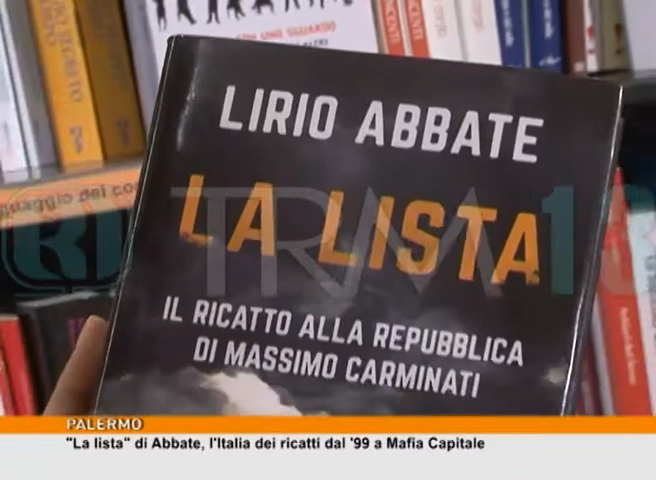 LIRIO ABBATE
LA LISTA
TRM13
IL RICATTO ALLA REPUBBLICA
DI MASSIMO CARMINATI
PALERMO
"La lista" di Abbate, l'Italia dei ricatti dal '99 a Mafia Capitale